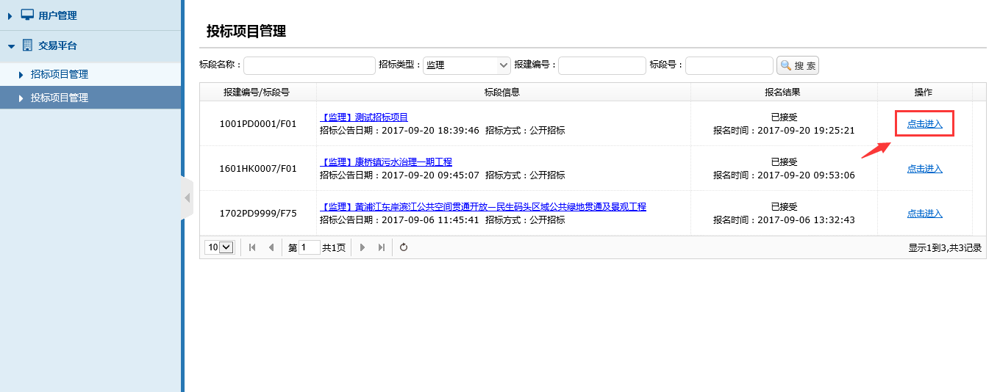 用户管理
交易平台
招标项目管理
投标项目管理
投标项目管理
标段名称： 招标类型： 监理 报建编号： 标段号： 搜 索
报建编号/标段号 标段信息 报名结果 操作
1001PD0001/F01
【监理】测试招标项目
招标公告日期：2017-09-20 18:39:46 招标方式：公开招标
已接受
报名时间：2017-09-20 19:25:21
点击进入
1601HK0007/F01
【监理】康桥镇污水治理一期工程
招标公告日期：2017-09-20 09:45:07 招标方式：公开招标
已接受
报名时间：2017-09-20 09:53:06
点击进入
1702PD9999/F75
【监理】黄浦江东岸滨江公共空间贯通开放—民生码头区域公共绿地贯通及景观工程
招标公告日期：2017-09-06 11:45:41 招标方式：公开招标
已接受
报名时间：2017-09-06 13:32:43
点击进入
10 第 1 共1页 显示1到3,共3记录